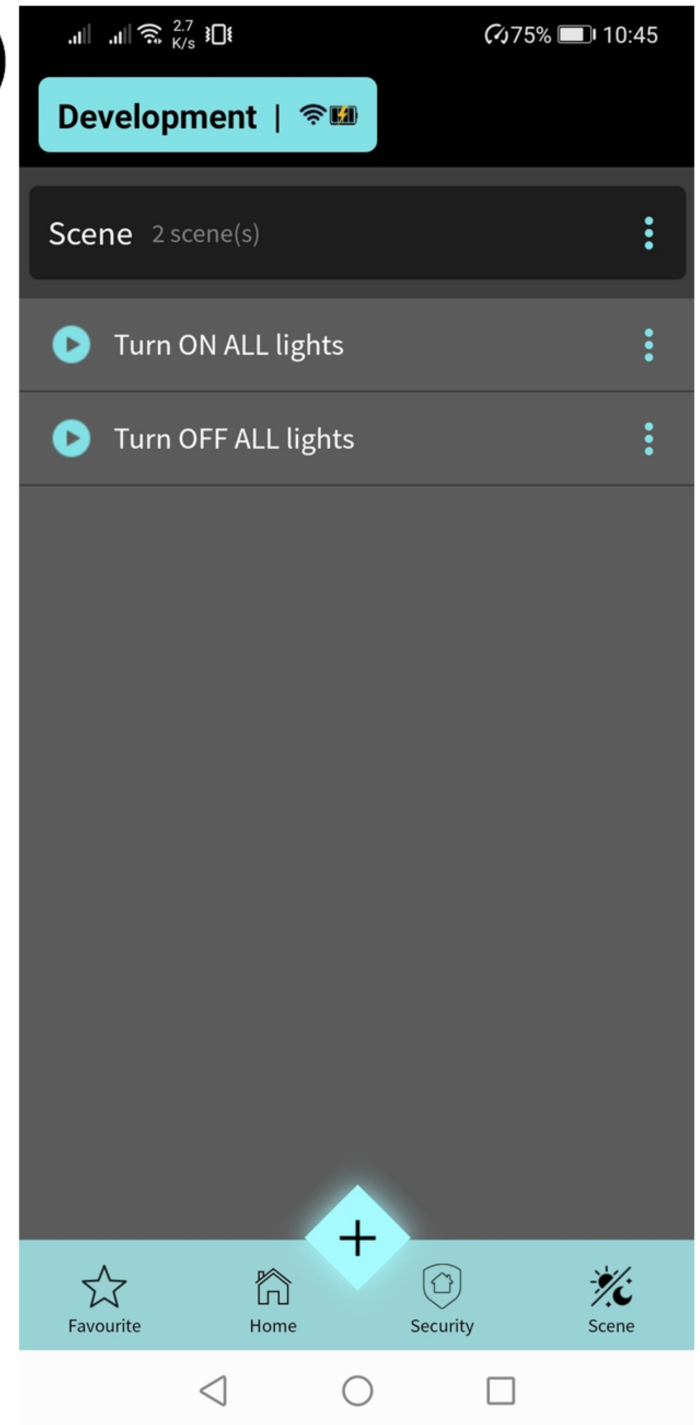 2.7
K/s
75% 10:45
Development |
Scene 2 scene(s)
Turn ON ALL lights
Turn OFF ALL lights
+
Favourite Home Security Scene